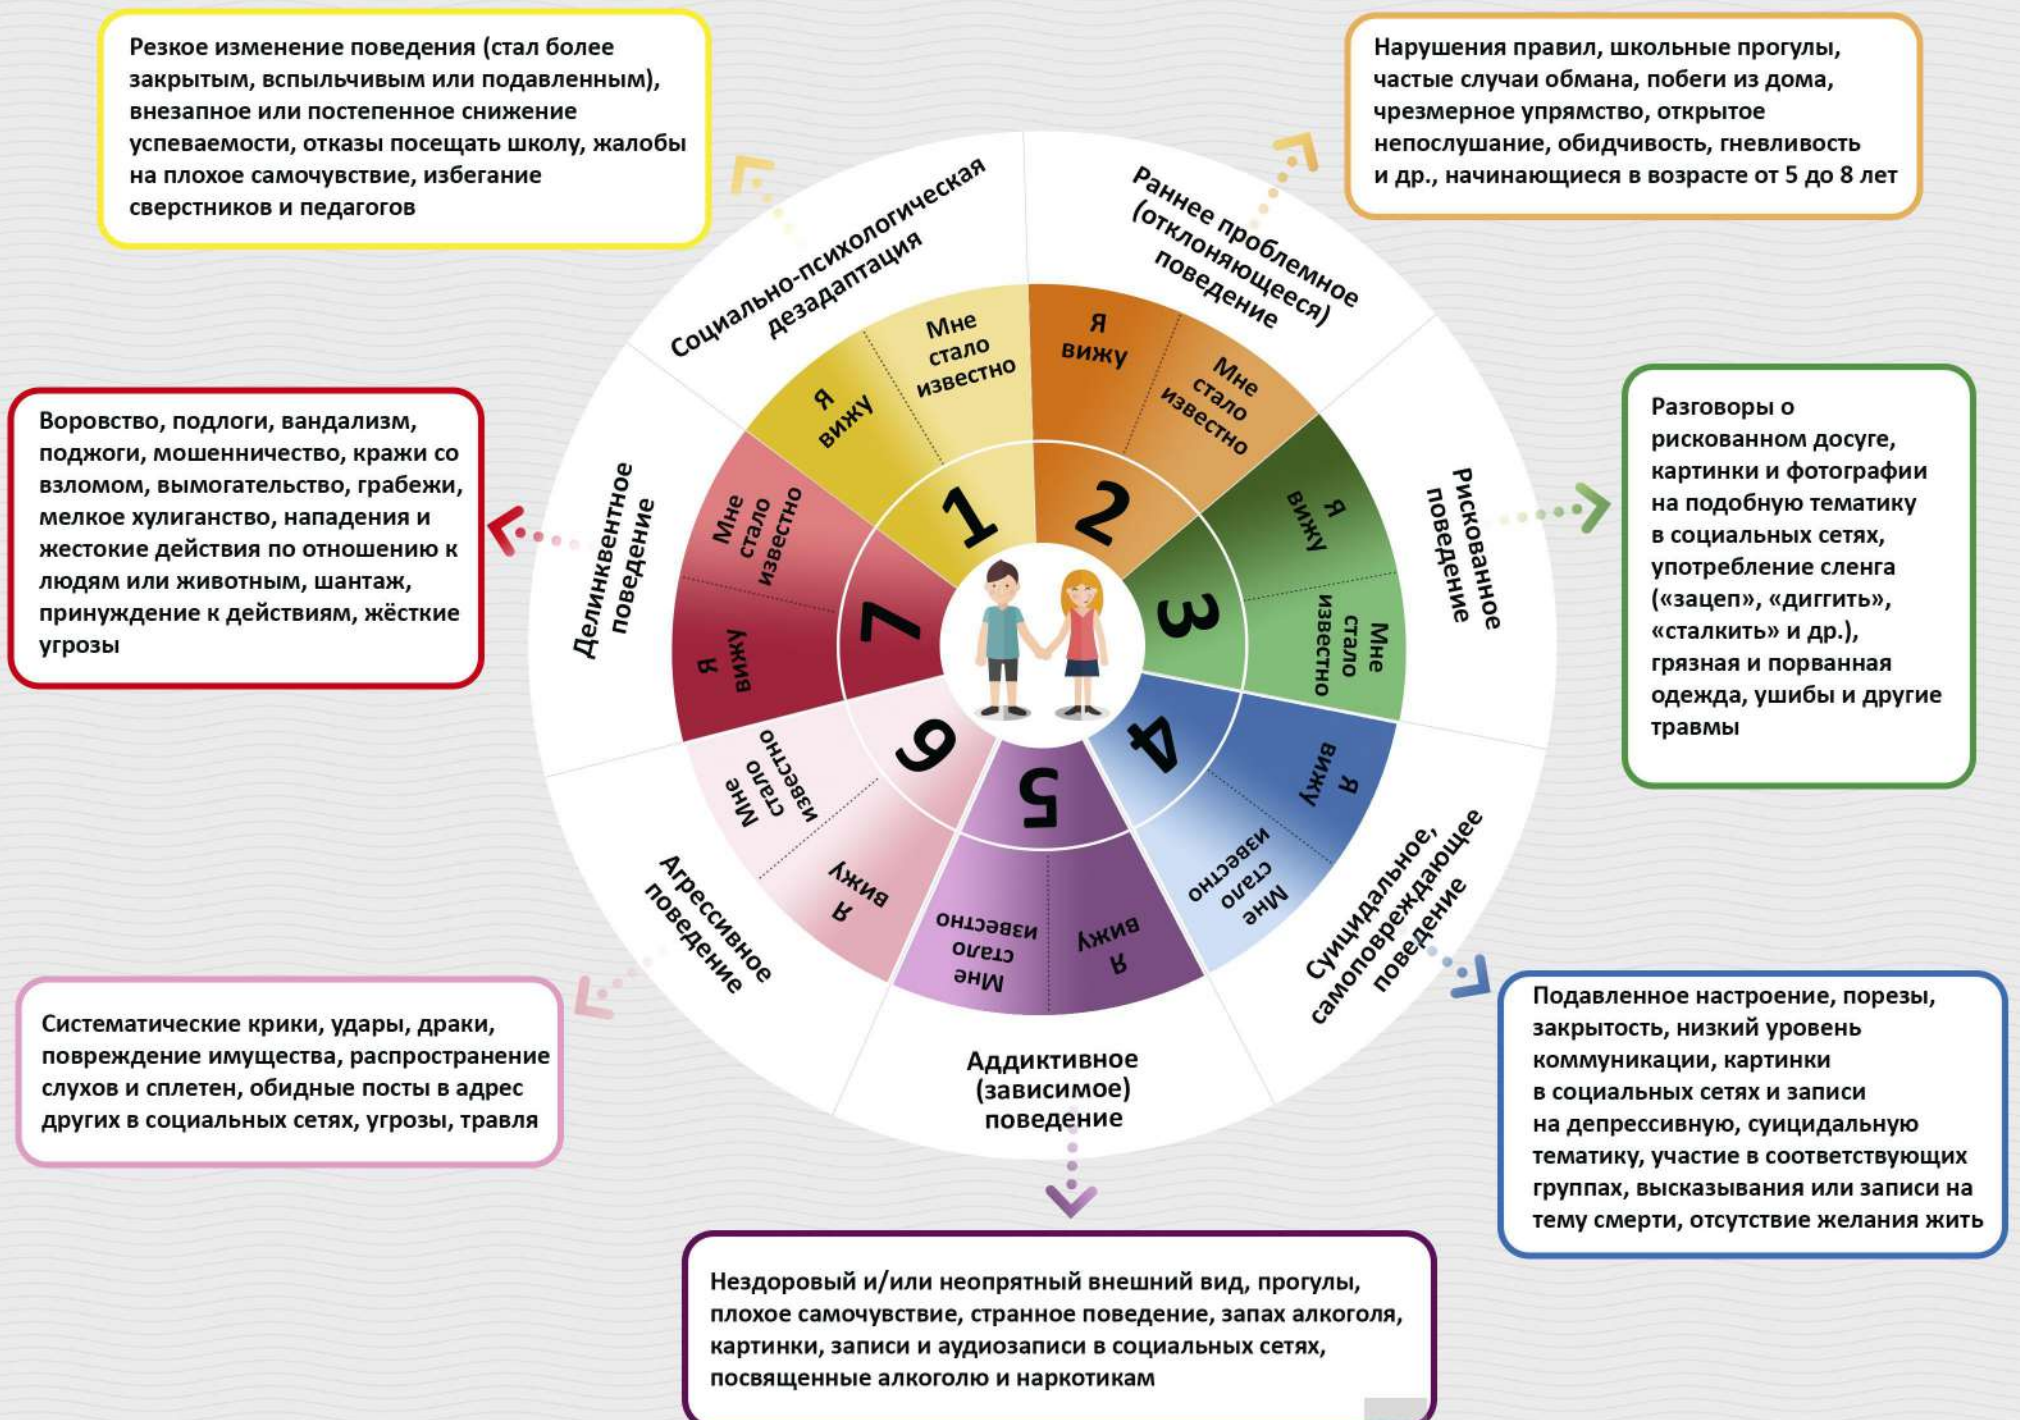 Резкое изменение поведения (стал более
закрытым, вспыльчивым или подавленным),
внезапное или постепенное снижение
успеваемости, отказы посещать школу, жалобы
на плохое самочувствие, избегание
сверстников и педагогов
Нарушения правил, школьные прогулы,
частые случаи обмана, побеги из дома,
чрезмерное упрямство, открытое
непослушание, обидчивость, гневливость
и др., начинающиеся в возрасте от 5 до 8 лет
Социально-психологическая
дезадаптация
Я
вижу
Мне
стало
известно
1
Раннее проблемное
(отклоняющееся)
поведение
Я
вижу
Мне
стало
известно
2
Рискованное
поведение
Я
вижу
Мне
стало
известно
3
Разговоры о
рискованном досуге,
картинки и фотографии
на подобную тематику
в социальных сетях,
употребление сленга
(«зацеп», «диггить»,
«сталкить» и др.),
грязная и порванная
одежда, ушибы и другие
травмы
Суицидальное,
самоповреждающее
поведение
Я
вижу
Мне
стало
известно
4
Подавленное настроение, порезы,
закрытость, низкий уровень
коммуникации, картинки
в социальных сетях и записи
на депрессивную, суицидальную
тематику, участие в соответствующих
группах, высказывания или записи на
тему смерти, отсутствие желания жить
5
Я
вижу
Мне
стало
известно
Аддиктивное
(зависимое)
поведение
Нездоровый и/или неопрятный внешний вид, прогулы,
плохое самочувствие, странное поведение, запах алкоголя,
картинки, записи и аудиозаписи в социальных сетях,
посвященные алкоголю и наркотикам
6
Я
вижу
Мне
стало
известно
Агрессивное
поведение
Систематические крики, удары, драки,
повреждение имущества, распространение
слухов и сплетен, обидные посты в адрес
других в социальных сетях, угрозы, травля
7
Я
вижу
Мне
стало
известно
Делинквентное
поведение
Воровство, подлоги, вандализм,
поджоги, мошенничество, кражи со
взломом, вымогательство, грабежи,
мелкое хулиганство, нападения и
жестокие действия по отношению к
людям или животным, шантаж,
принуждение к действиям, жёсткие
угрозы